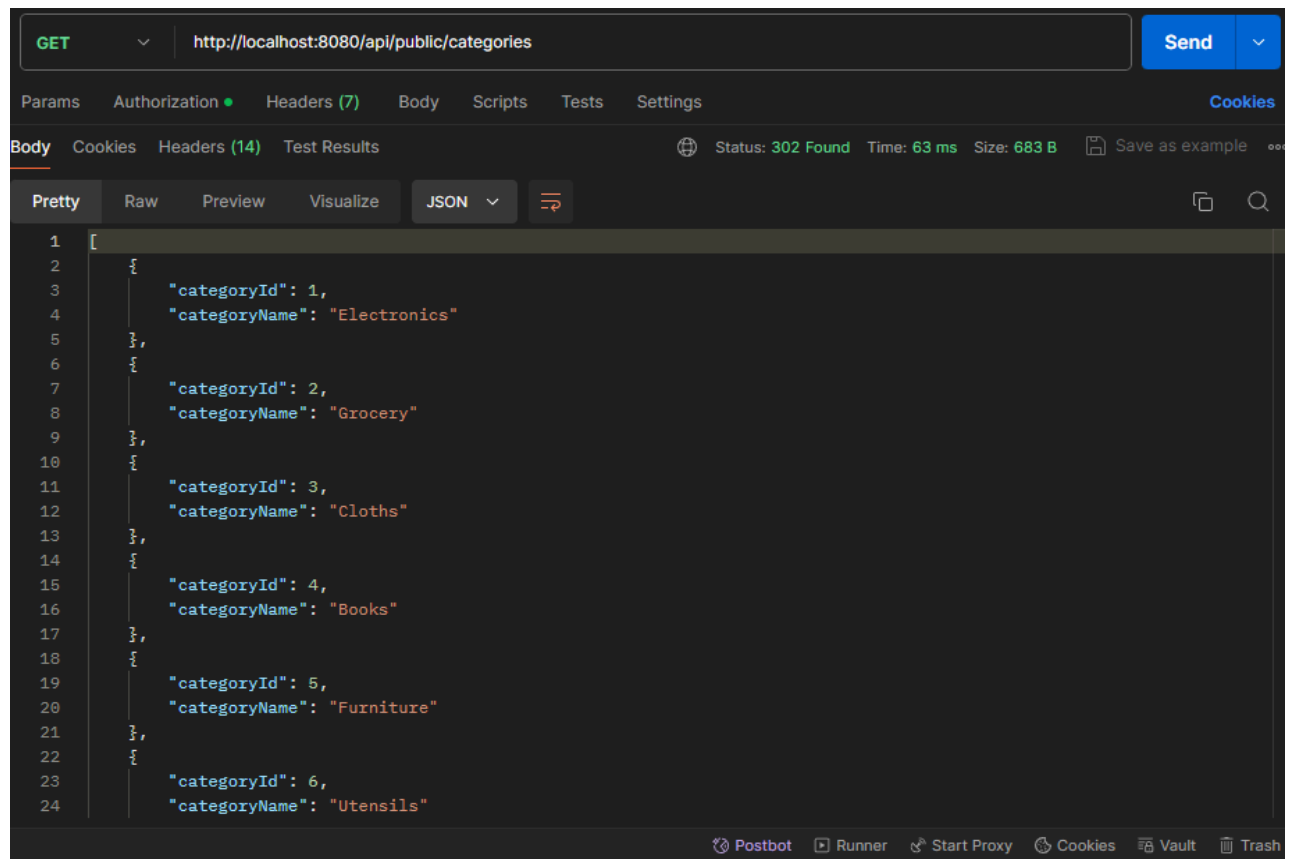 GET http://localhost:8080/api/public/categories Send
Params Authorization Headers (7) Body Scripts Tests Settings Cookies
Body Cookies Headers (14) Test Results Status: 302 Found Time: 63 ms Size: 683 B Save as example
Pretty Raw Preview Visualize JSON
1 [
2 {
3 "categoryId": 1,
4 "categoryName": "Electronics"
5 },
6 {
7 "categoryId": 2,
8 "categoryName": "Grocery"
9 },
10 {
11 "categoryId": 3,
12 "categoryName": "Cloths"
13 },
14 {
15 "categoryId": 4,
16 "categoryName": "Books"
17 },
18 {
19 "categoryId": 5,
20 "categoryName": "Furniture"
21 },
22 {
23 "categoryId": 6,
24 "categoryName": "Utensils"
Postbot Runner Start Proxy Cookies Vault Trash